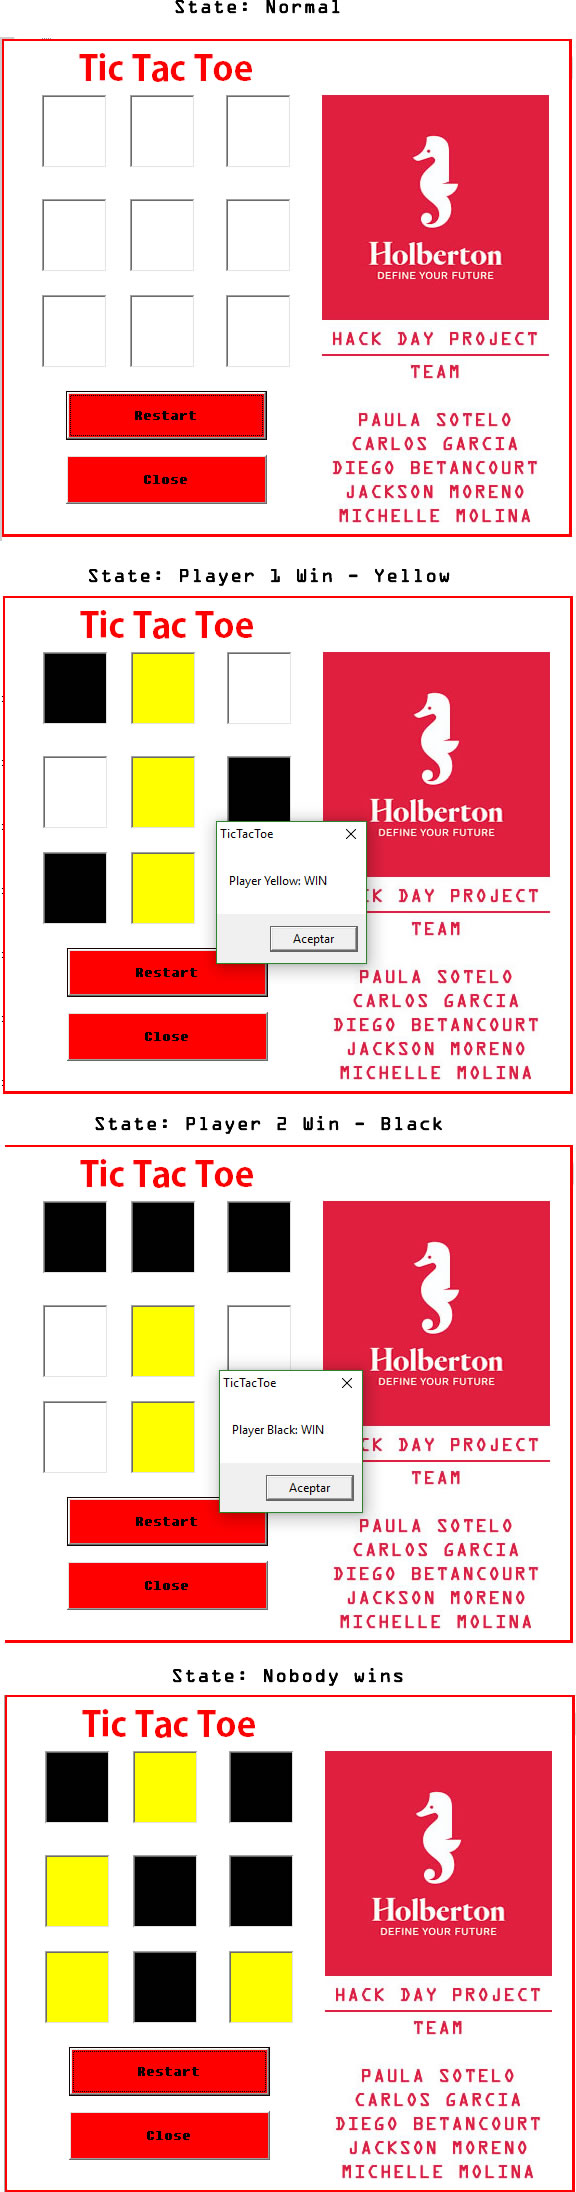 State: Normal
Tic Tac Toe
Holberton
DEFINE YOUR FUTURE
HACK DAY PROJECT
TEAM
Restart
Close
PAULA SOTELO
CARLOS GARCIA
DIEGO BETANCOURT
JACKSON MORENO
MICHELLE MOLINA
State: Player 1 Win - Yellow
Tic Tac Toe
Holberton
DEFINE YOUR FUTURE
TicTacToe
Player Yellow: WIN
Aceptar
CK DAY PROJECT
TEAM
Restart
Close
PAULA SOTELO
CARLOS GARCIA
DIEGO BETANCOURT
JACKSON MORENO
MICHELLE MOLINA
State: Player 2 Win - Black
Tic Tac Toe
Holberton
DEFINE YOUR FUTURE
TicTacToe
Player Black: WIN
Aceptar
CK DAY PROJECT
TEAM
Restart
Close
PAULA SOTELO
CARLOS GARCIA
DIEGO BETANCOURT
JACKSON MORENO
MICHELLE MOLINA
State: Nobody wins
Tic Tac Toe
Holberton
DEFINE YOUR FUTURE
HACK DAY PROJECT
TEAM
Restart
Close
PAULA SOTELO
CARLOS GARCIA
DIEGO BETANCOURT
JACKSON MORENO
MICHELLE MOLINA